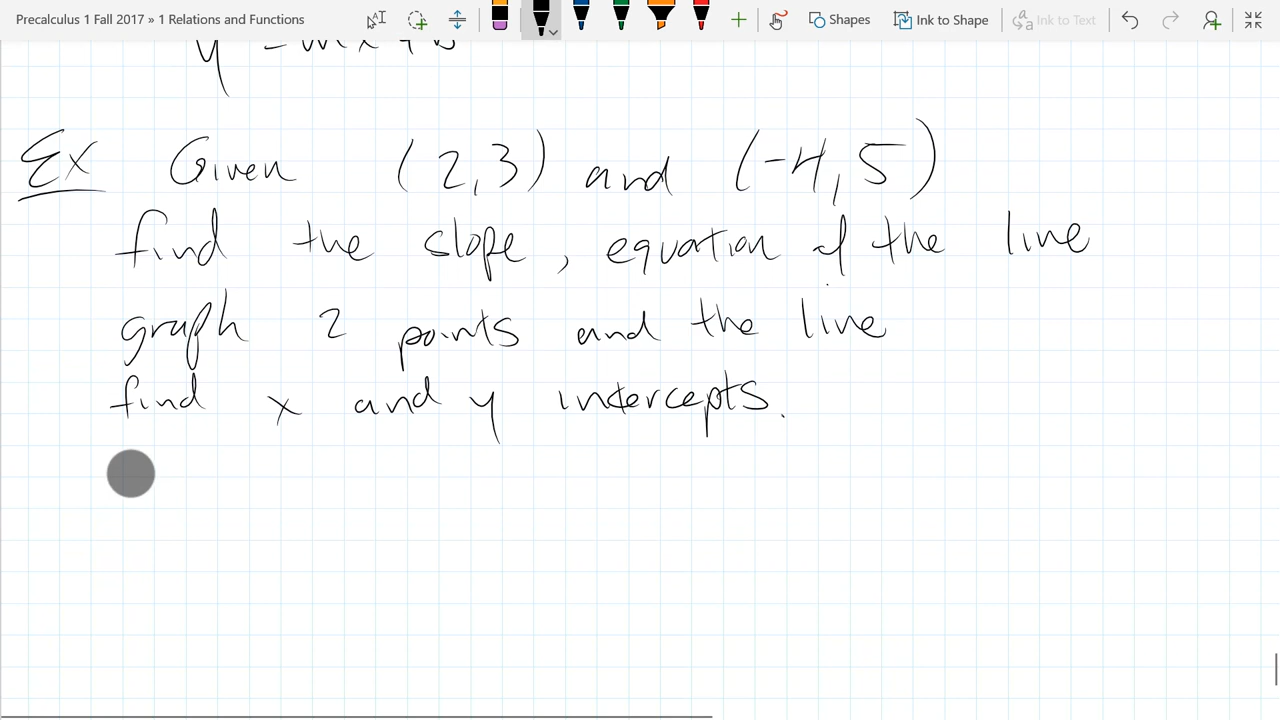 Precalculus 1 Fall 2017 » 1 Relations and Functions
Shapes
Ink to Shape
Ink to Text
y = mx + b
Ex Given (2,3) and (-4,5)
find the slope, equation of the line
graph 2 points and the line
find x and y intercepts.